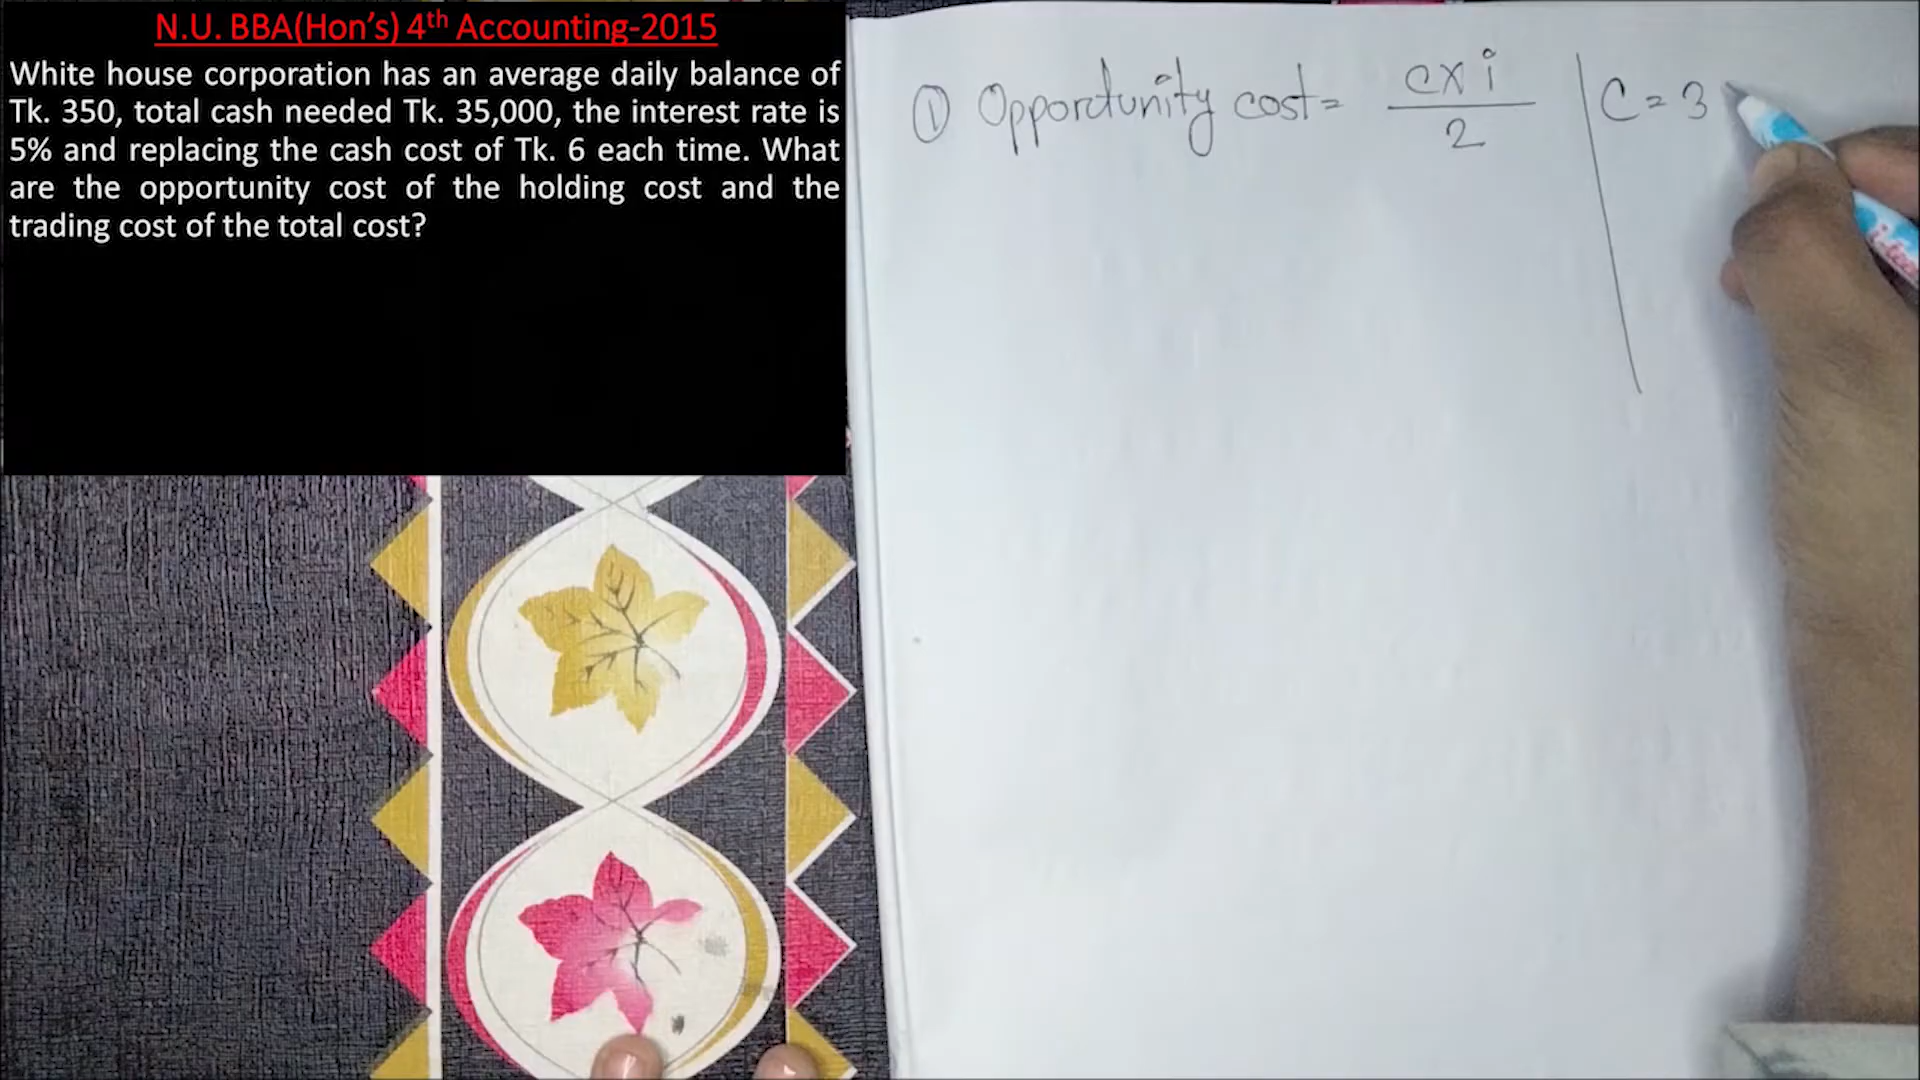 N.U. BBA(Hon’s) 4th Accounting-2015
White house corporation has an average daily balance of
Tk. 350, total cash needed Tk. 35,000, the interest rate is
5% and replacing the cash cost of Tk. 6 each time. What
are the opportunity cost of the holding cost and the
trading cost of the total cost?
① Opportunity cost = c×i / 2 | C = 3